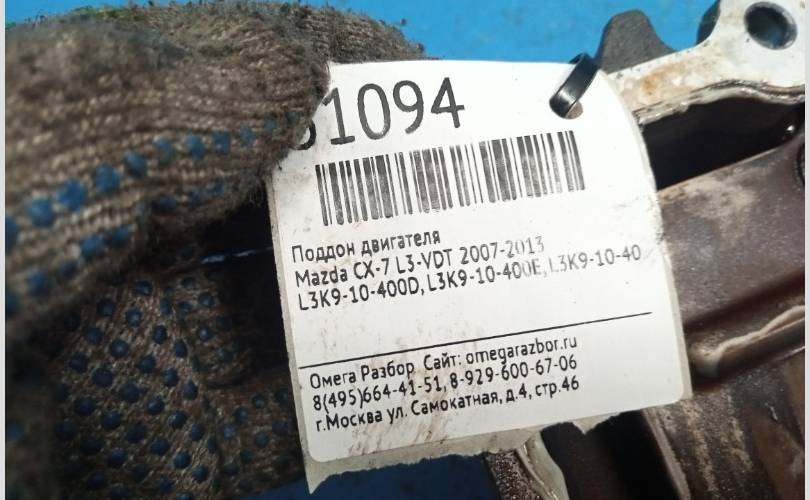 1094
Поддон двигателя
Mazda CX-7 L3-VDT 2007-2013
L3K9-10-400D, L3K9-10-400E, L3K9-10-40
Омега Разбор Сайт: omegarazbor.ru
8(495)664-41-51, 8-929-600-67-06
г.Москва ул. Самокатная, д.4, стр.46